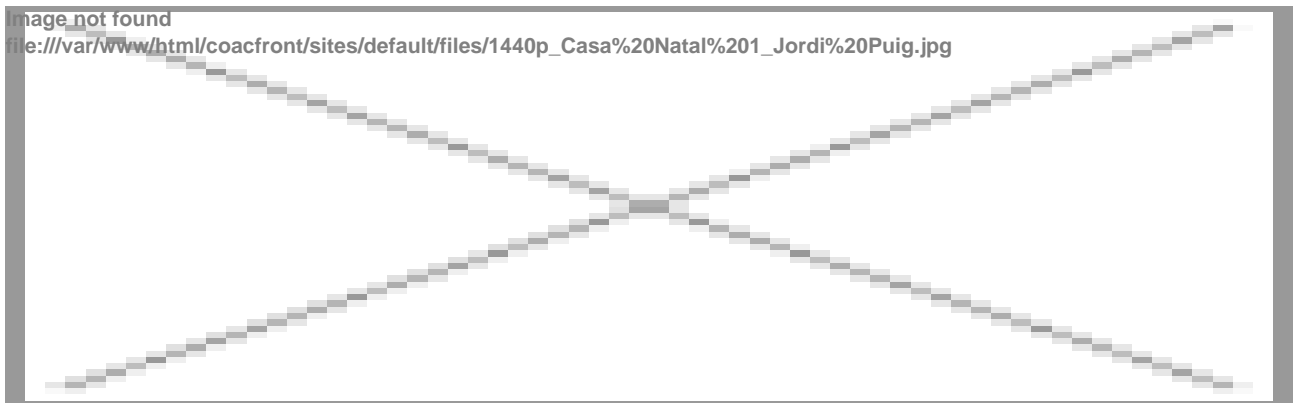 Image not found
file:///var/www/html/coacfront/sites/default/files/1440p_Casa%20Natal%201_Jordi%20Puig.jpg